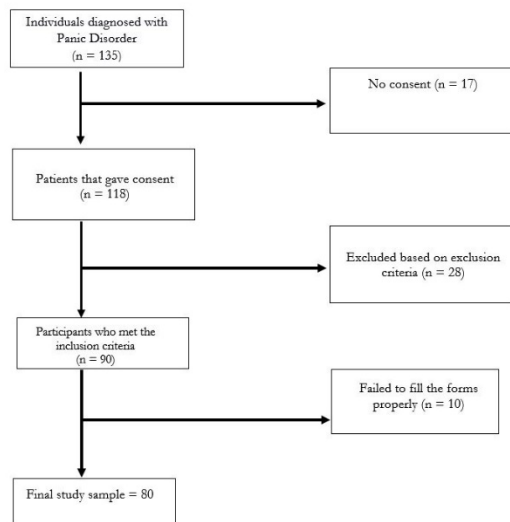 Individuals diagnosed with
Panic Disorder
(n = 135)
No consent (n = 17)
Patients that gave consent
(n = 118)
Excluded based on exclusion
criteria (n = 28)
Participants who met the
inclusion criteria
(n = 90)
Failed to fill the forms
properly (n = 10)
Final study sample = 80